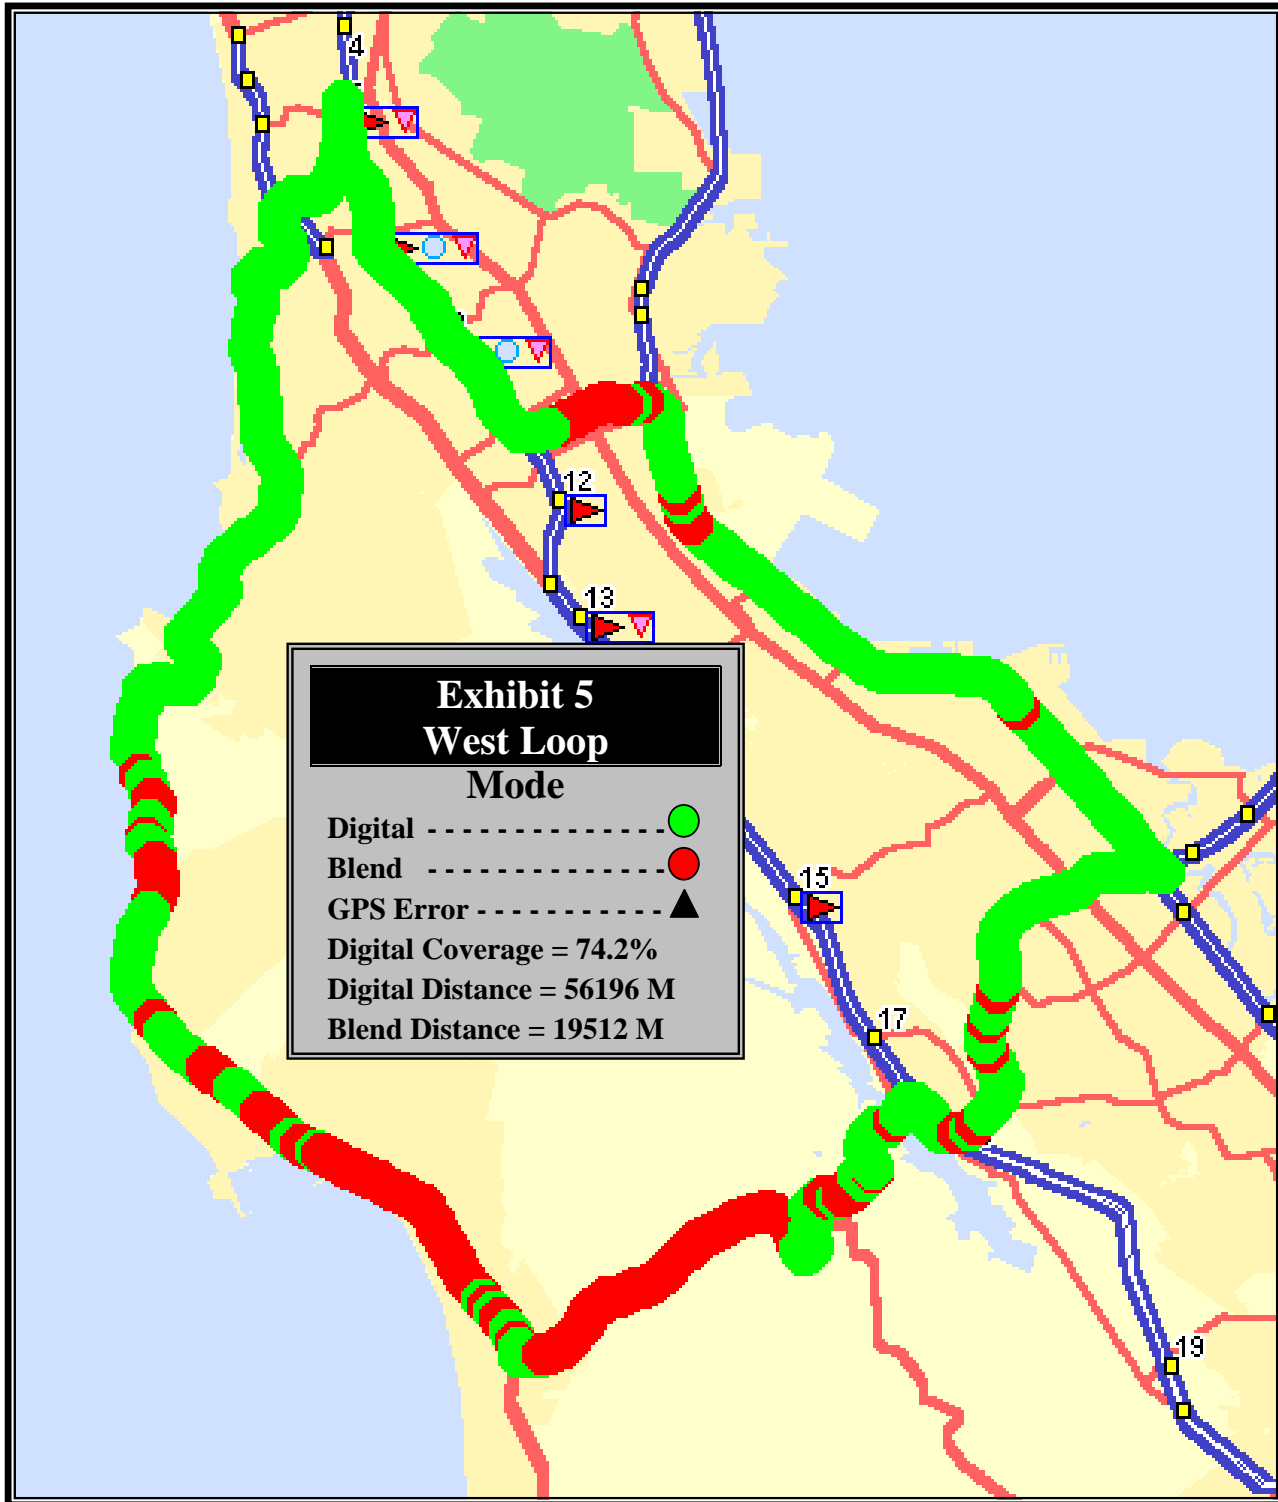 4
12
13
Exhibit 5
West Loop
Mode
Digital - - - - - - - - - - - - - -
Blend - - - - - - - - - - - - - -
GPS Error - - - - - - - - - - -
Digital Coverage = 74.2%
Digital Distance = 56196 M
Blend Distance = 19512 M
15
17
19